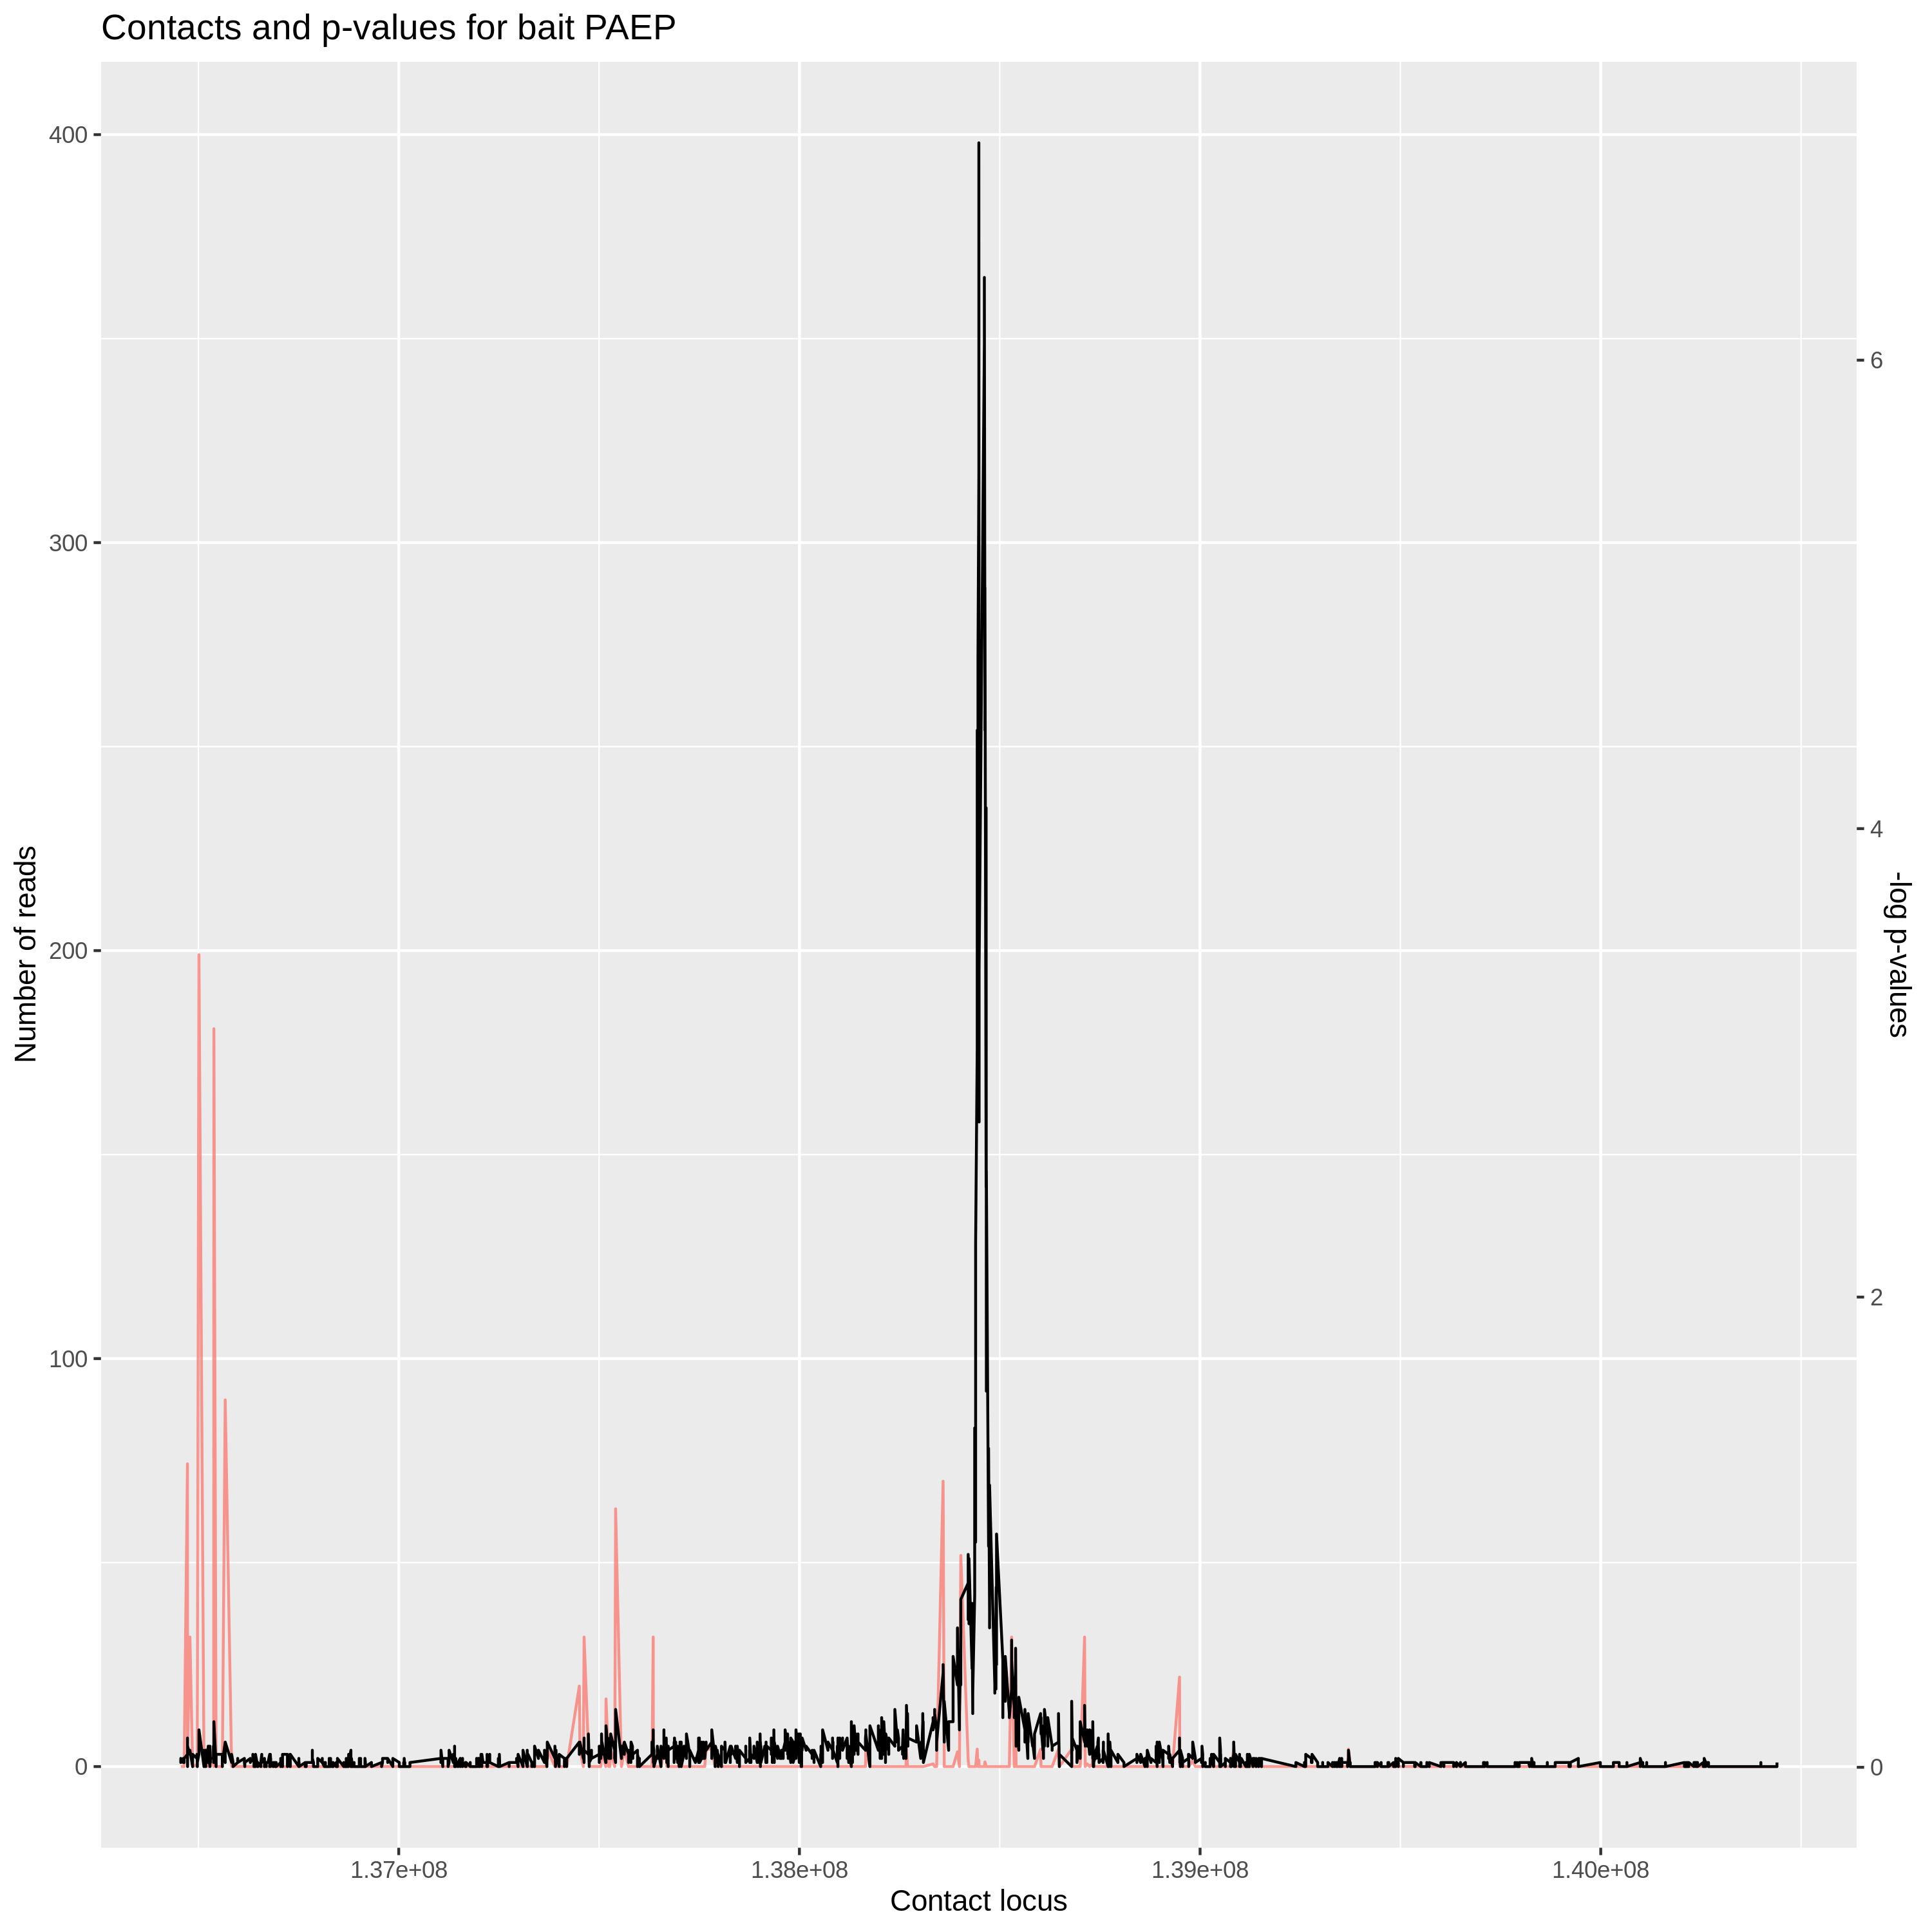 Contacts and p-values for bait PAEP
400
300
200
100
0
Number of reads
6
4
2
0
-log p-values
1.37e+08
1.38e+08
1.39e+08
1.40e+08
Contact locus